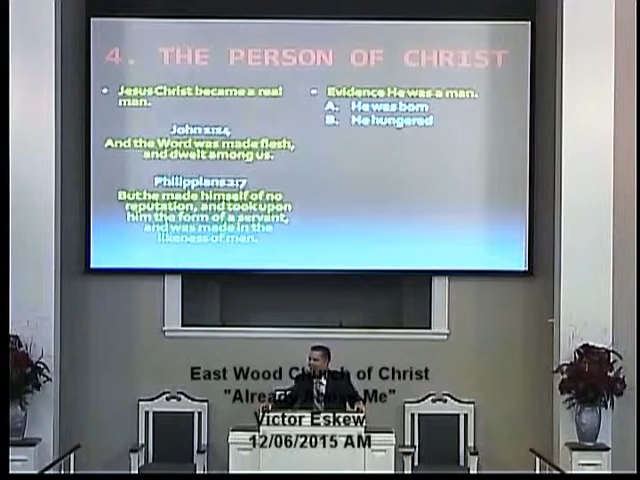 4. THE PERSON OF CHRIST
• Jesus Christ became a real
man.
John 1:14
And the Word was made flesh,
and dwelt among us.
Philippians 2:7
But he made himself of no
reputation, and took upon
him the form of a servant,
and was made in the
likeness of men.
• Evidence He was a man.
A. He was born
B. He hungered
East Wood Church of Christ
"Already Me"
Victor Eskew
12/06/2015 AM